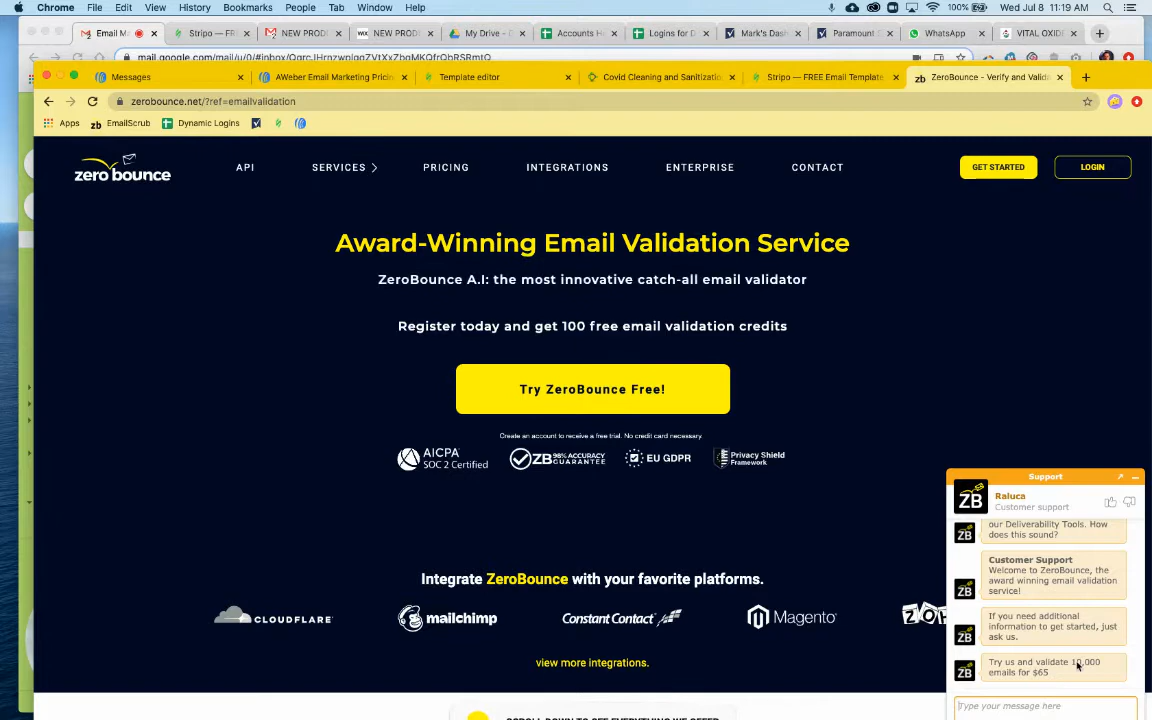 Chrome File Edit View History Bookmarks People Tab Window Help 100% Wed Jul 8 11:19 AM
Email M Stripo — FR NEW PRODU NEW PROD My Drive - D Accounts H Logins for D Mark's Dash Paramount D WhatsApp VITAL OXIDE
Messages AWeber Email Marketing Pricin Template editor Covid Cleaning and Sanitizatio Stripo — FREE Email Template ZeroBounce - Verify and Valida
zerobounce.net/?ref=emailvalidation
Apps zb EmailScrub Dynamic Logins
zero bounce API SERVICES PRICING INTEGRATIONS ENTERPRISE CONTACT GET STARTED LOGIN
Award-Winning Email Validation Service
ZeroBounce A.I: the most innovative catch-all email validator
Register today and get 100 free email validation credits
Try ZeroBounce Free!
Create an account to receive a free trial. No credit card necessary.
AICPA SOC 2 Certified ZB 98% ACCURACY GUARANTEE EU GDPR Privacy Shield Framework
Integrate ZeroBounce with your favorite platforms.
CLOUDFLARE mailchimp Constant Contact Magento
view more integrations.
Support
Raluca
Customer support
our Deliverability Tools. How
does this sound?
Customer Support
Welcome to ZeroBounce, the
award winning email validation
service!
If you need additional
information to get started, just
ask us.
Try us and validate 10,000
emails for $65
Type your message here